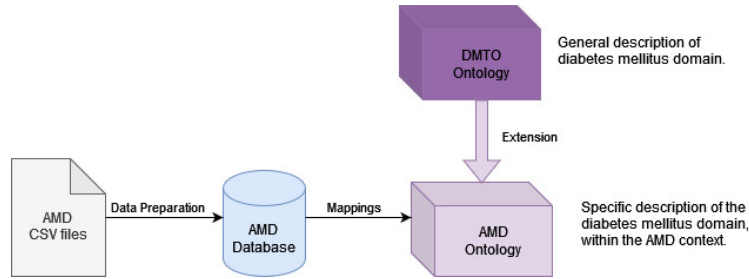 DMTO
Ontology
General description of
diabetes mellitus domain.
Extension
AMD
CSV files
Data Preparation
AMD
Database
Mappings
AMD
Ontology
Specific description of the
diabetes mellitus domain,
within the AMD context.